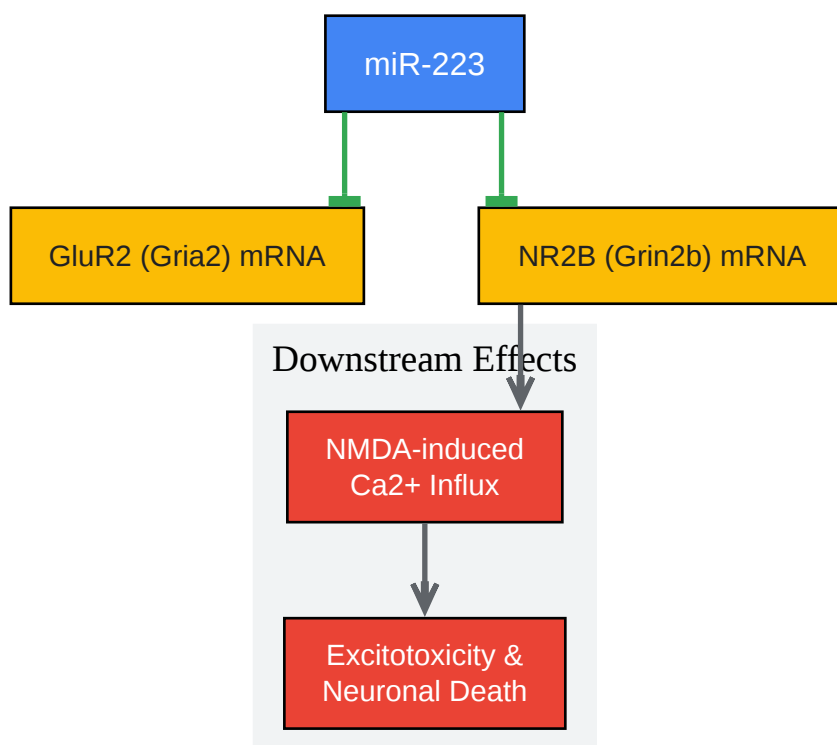 miR-223
GluR2 (Gria2) mRNA
NR2B (Grin2b) mRNA
Downstream Effects
NMDA-induced
Ca2+ Influx
Excitotoxicity &
Neuronal Death